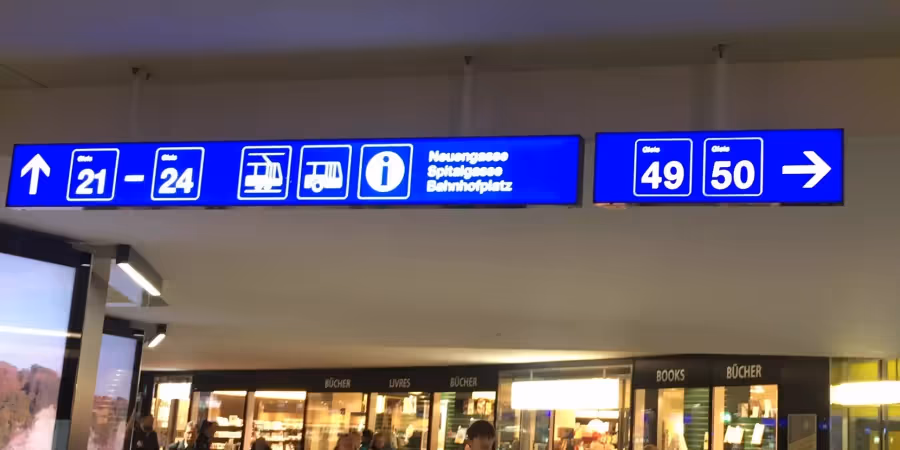 Gleis
21
–
Gleis
24
i
Neuengasse
Spitalgasse
Bahnhofplatz
Gleis
49
Gleis
50
BÜCHER
LIVRES
BÜCHER
BOOKS
BÜCHER